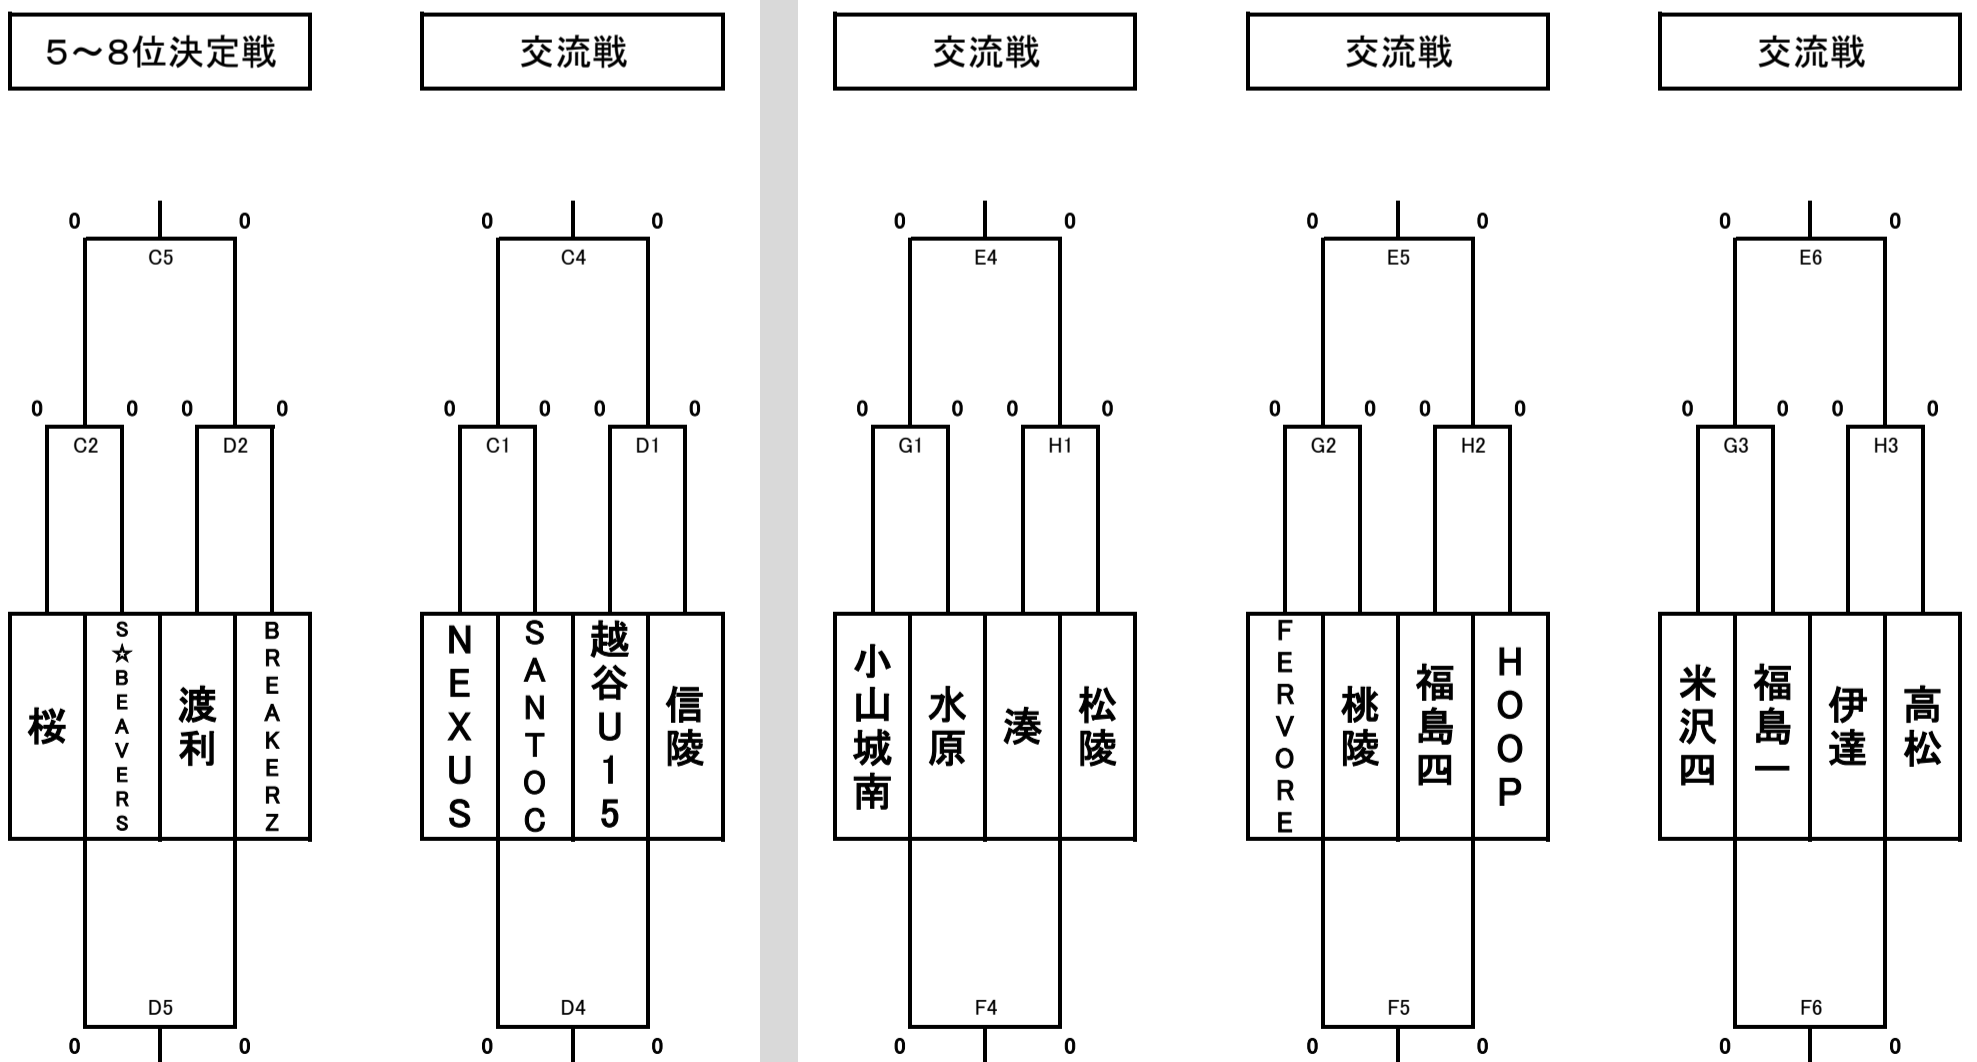 5～8位決定戦 交流戦 交流戦 交流戦 交流戦
0 0 0 0 0 0 0 0 0 0
C5 C4 E4 E5 E6
0 0 0 0 0 0 0 0 0 0 0 0 0 0 0 0 0 0 0 0
C2 D2 C1 D1 G1 H1 G2 H2 G3 H3
桜
S☆BEAVERS
渡利
BREAKERZ
NEXUS
SANTOC
越谷U15
信陵
小山城南
水原
湊
松陵
FERVORE
桃陵
福島四
HOOP
米沢四
福島一
伊達
高松
D5 D4 F4 F5 F6
0 0 0 0 0 0 0 0 0 0